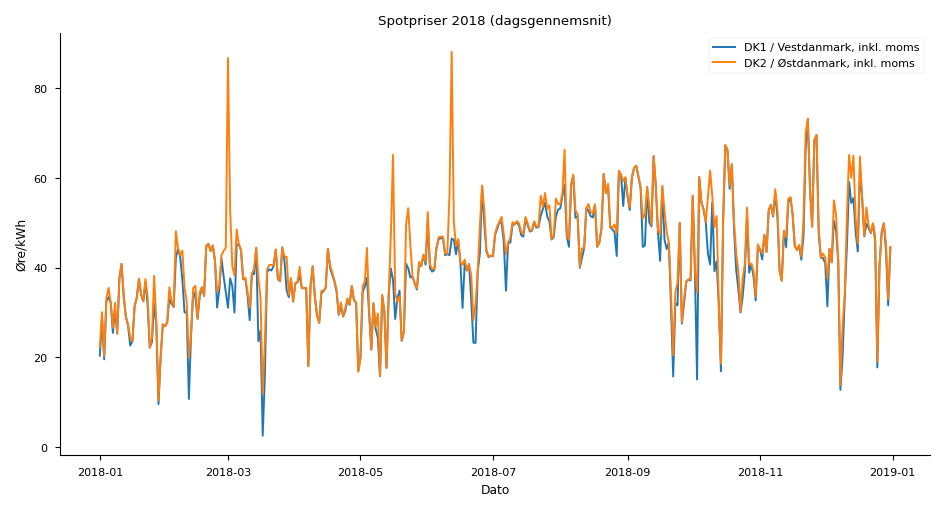 Spotpriser 2018 (dagsgennemsnit)
DK1 / Vestdanmark, inkl. moms
DK2 / Østdanmark, inkl. moms
Øre/kWh
80
60
40
20
0
2018-01 2018-03 2018-05 2018-07 2018-09 2018-11 2019-01
Dato